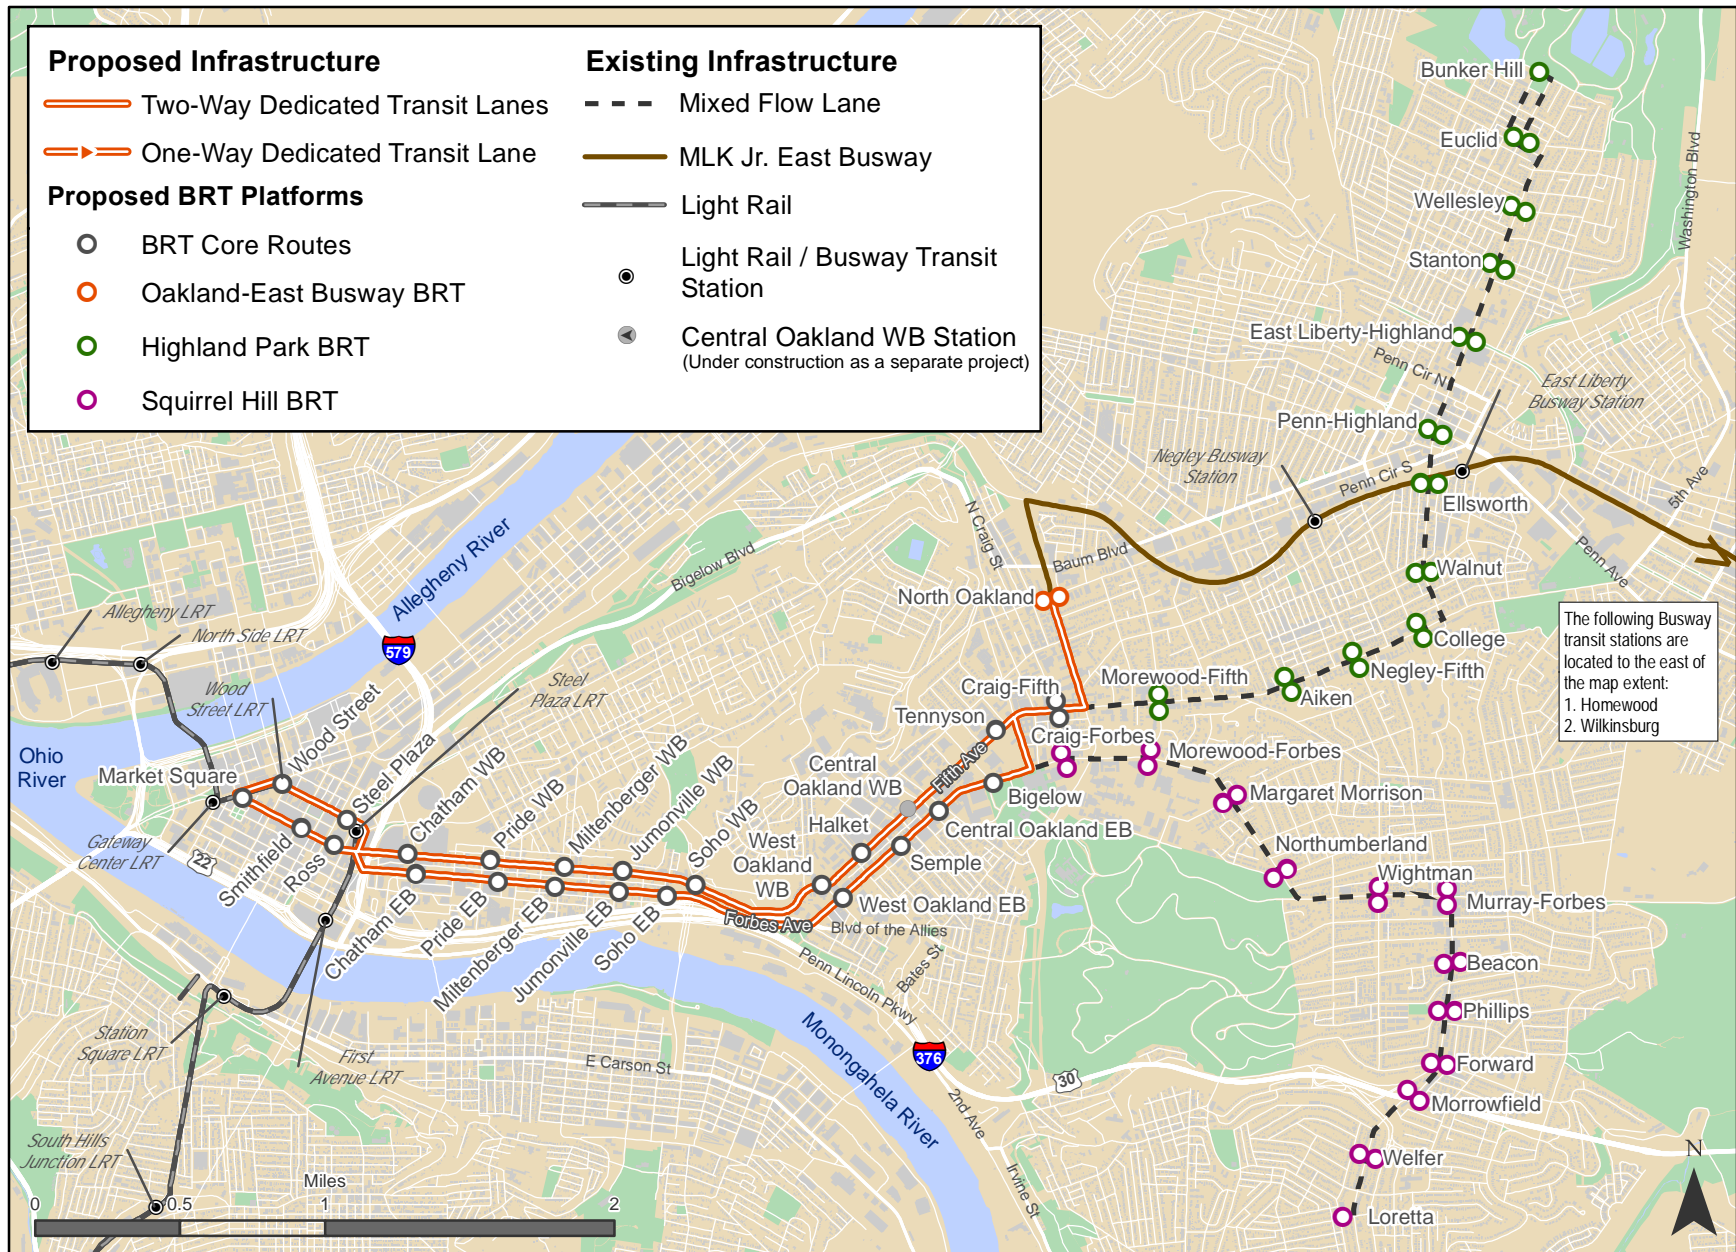 Proposed Infrastructure
Two-Way Dedicated Transit Lanes
One-Way Dedicated Transit Lane
Proposed BRT Platforms
BRT Core Routes
Oakland-East Busway BRT
Highland Park BRT
Squirrel Hill BRT
Existing Infrastructure
Mixed Flow Lane
MLK Jr. East Busway
Light Rail
Light Rail / Busway Transit
Station
Central Oakland WB Station
(Under construction as a separate project)
Bunker Hill
Euclid
Wellesley
Stanton
East Liberty-Highland
Penn Cir N
East Liberty
Busway Station
Penn-Highland
Negley Busway
Station
Penn Cir S
Ellsworth
Washington Blvd
5th Ave
Penn Ave
N Craig St
Baum Blvd
Bigelow Blvd
Walnut
North Oakland
College
Negley-Fifth
Aiken
Morewood-Fifth
Craig-Fifth
Tennyson
The following Busway
transit stations are
located to the east of
the map extent:
1. Homewood
2. Wilkinsburg
Allegheny River
579
Allegheny LRT
North Side LRT
Wood
Street LRT
Steel
Plaza LRT
Ohio
River
Market Square
Wood Street
Steel Plaza
Chatham WB
Pride WB
Miltenberger WB
Jumonville WB
Soho WB
West
Oakland
WB
Halket
Central
Oakland WB
Fifth Ave
Craig-Forbes
Morewood-Forbes
Bigelow
Margaret Morrison
Central Oakland EB
Semple
West Oakland EB
Northumberland
Wightman
Murray-Forbes
Gateway
Center LRT
22
Smithfield
Ross
Chatham EB
Pride EB
Miltenberger EB
Jumonville EB
Soho EB
Forbes Ave
Blvd of the Allies
Bates St
Penn Lincoln Pkwy
Beacon
Phillips
Forward
Morrowfield
Welfer
Loretta
Station
Square LRT
First
Avenue LRT
E Carson St
Monongahela River
376
30
2nd Ave
Irvine St
South Hills
Junction LRT
Miles
0
0.5
1
2
N